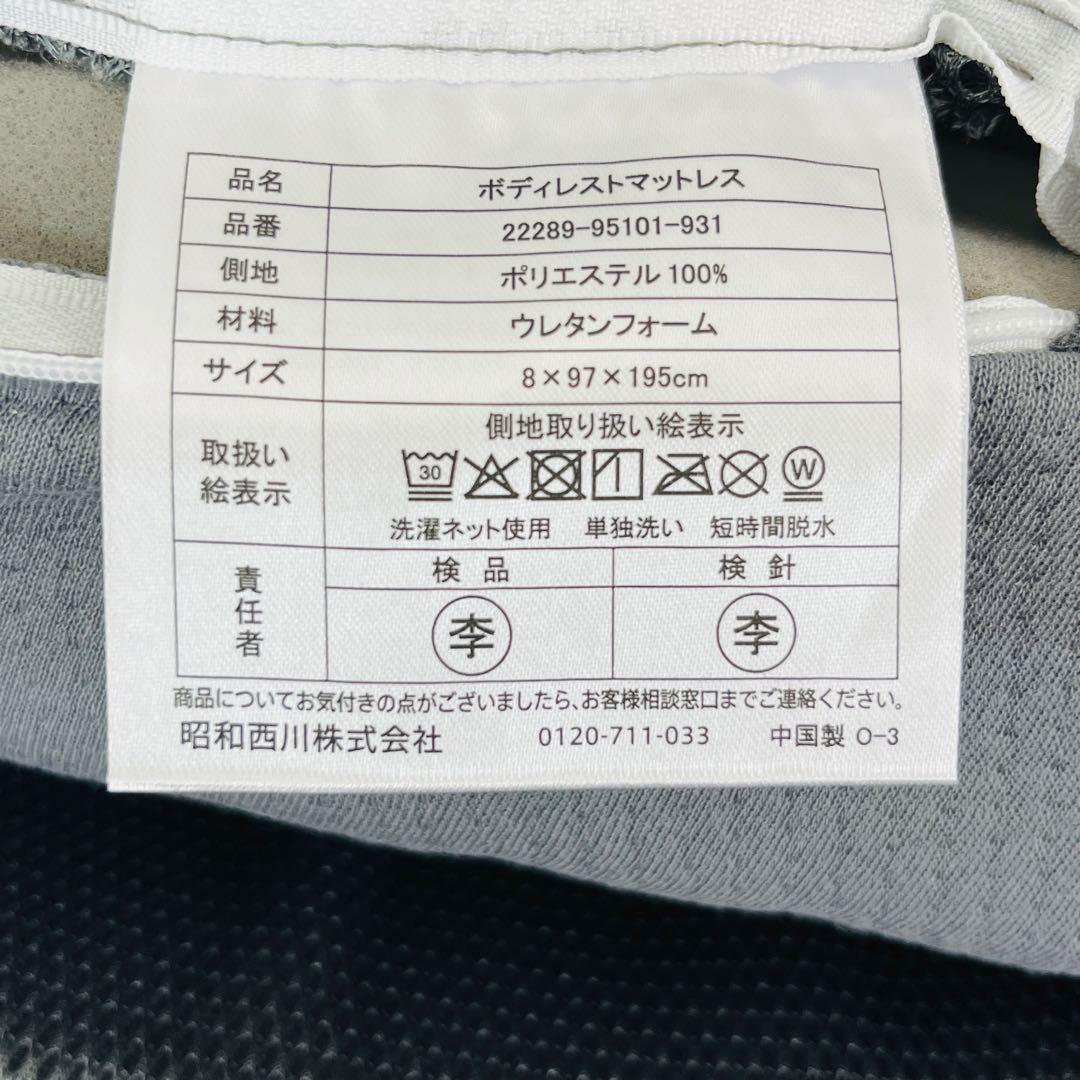 品名 ボディレストマットレス
品番 22289-95101-931
側地 ポリエステル100%
材料 ウレタンフォーム
サイズ 8×97×195cm
取扱い
絵表示
側地取り扱い絵表示
30 W
洗濯ネット使用 単独洗い 短時間脱水
責任者
検品 検針
李 李
商品についてお気付きの点がございましたら、お客様相談窓口までご連絡ください。
昭和西川株式会社 0120-711-033 中国製 O-3